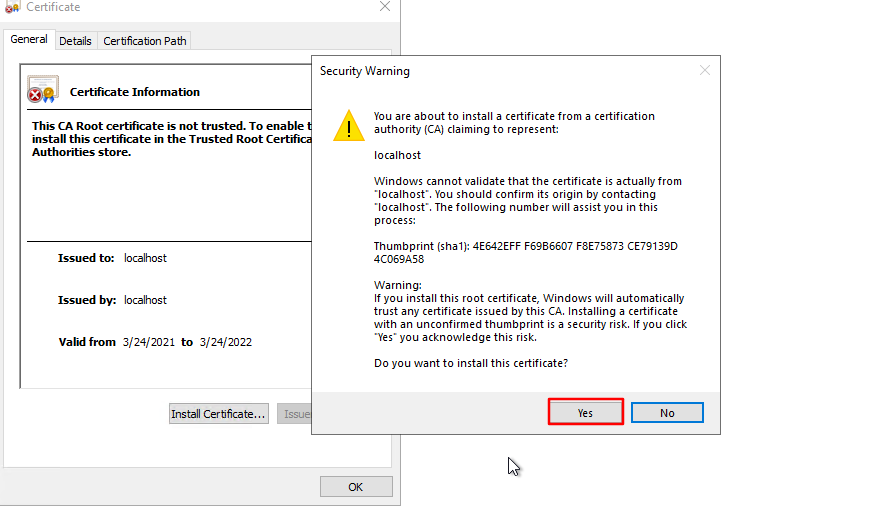 Certificate
General
Details
Certification Path
Certificate Information
This CA Root certificate is not trusted. To enable
install this certificate in the Trusted Root
Authorities store.
Issued to: localhost
Issued by: localhost
Valid from 3/24/2021 to 3/24/2022
Install Certificate...
OK
Security Warning
You are about to install a certificate from a certification
authority (CA) claiming to represent:
localhost
Windows cannot validate that the certificate is actually from
"localhost". You should confirm its origin by contacting
"localhost". The following number will assist you in this
process:
Thumbprint (sha1): 4E642EFF F69B6607 F8E75873 CE79139D
4C069A58
Warning:
If you install this root certificate, Windows will automatically
trust any certificate issued by this CA. Installing a certificate
with an unconfirmed thumbprint is a security risk. If you click
"Yes" you acknowledge this risk.
Do you want to install this certificate?
Yes
No